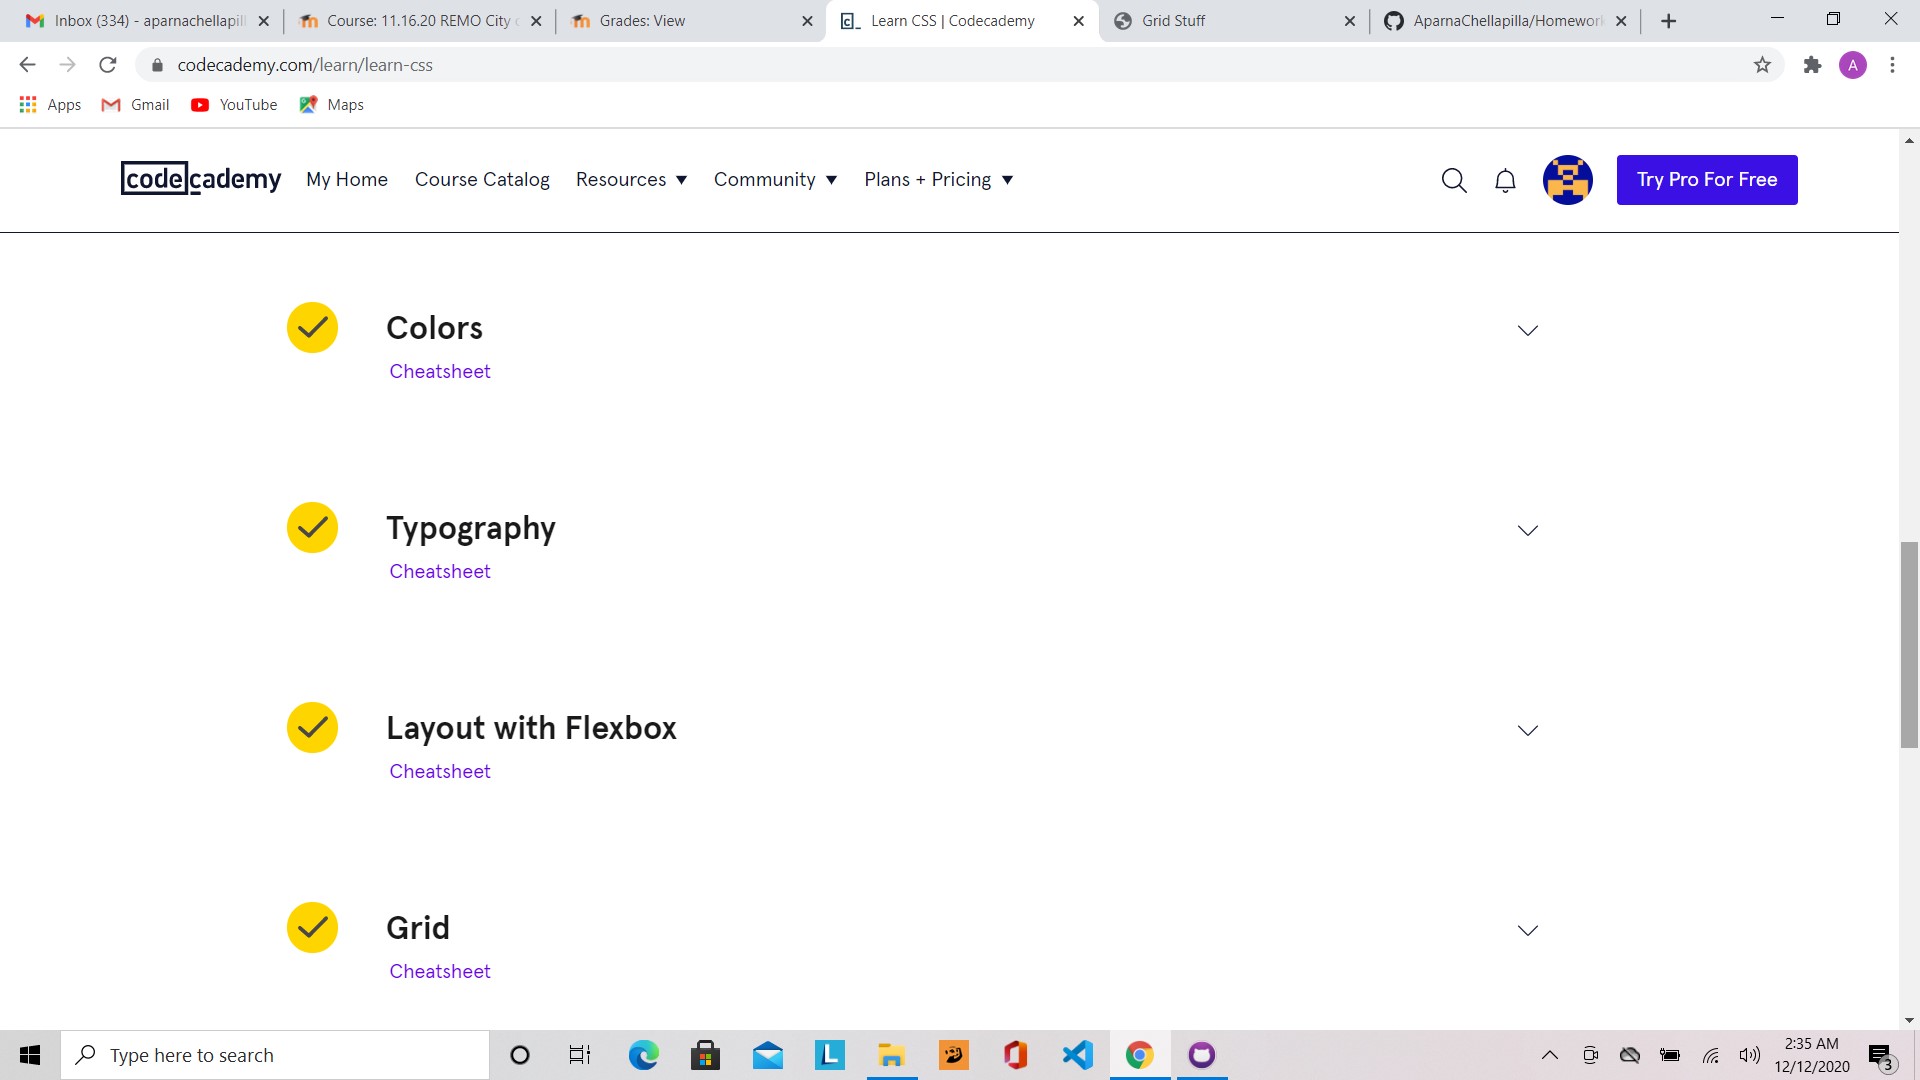 Inbox (334) - aparnachellapil
Course: 11.16.20 REMO City
Grades: View
Learn CSS | Codecademy
Grid Stuff
AparnaChellapilla/Homework
codecademy.com/learn/learn-css
A
Apps
Gmail
YouTube
Maps
codecademy
My Home
Course Catalog
Resources
Community
Plans + Pricing
Try Pro For Free
Colors
Cheatsheet
Typography
Cheatsheet
Layout with Flexbox
Cheatsheet
Grid
Cheatsheet
Type here to search
L
2:35 AM
12/12/2020
3